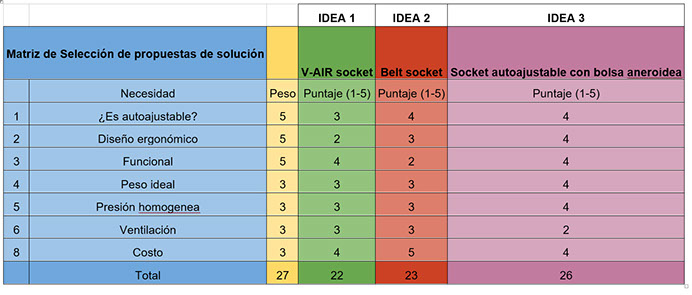 IDEA 1 IDEA 2 IDEA 3
Matriz de Selección de propuestas de solución V-AIR socket Belt socket Socket autoajustable con bolsa aneroidea
Necesidad Peso Puntaje (1-5) Puntaje (1-5) Puntaje (1-5)
1 ¿Es autoajustable? 5 3 4 4
2 Diseño ergonómico 5 2 3 4
3 Funcional 5 4 2 4
4 Peso ideal 3 3 3 4
5 Presión homogenea 3 3 3 4
6 Ventilación 3 3 3 2
8 Costo 3 4 5 4
Total 27 22 23 26